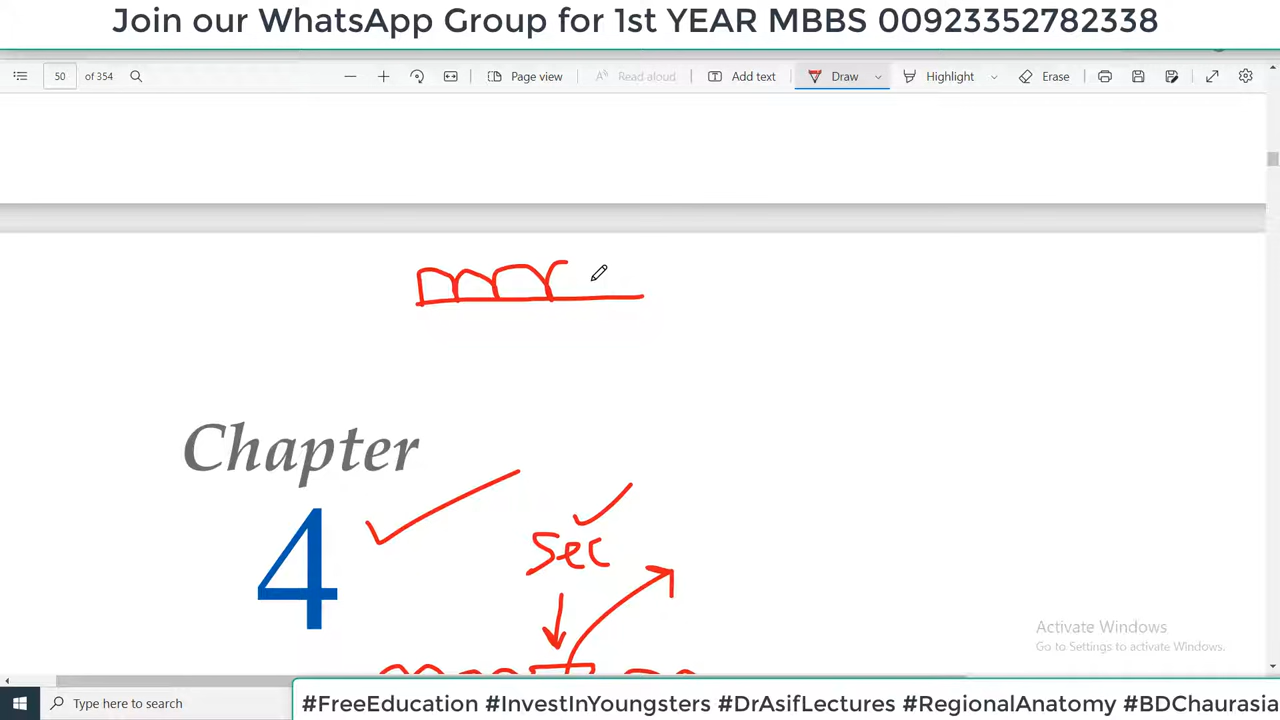 Join our WhatsApp Group for 1st YEAR MBBS 00923352782338
50 of 354 Page view Read aloud Add text Draw Highlight Erase
Chapter
4
sec
Activate Windows
Go to Settings to activate Windows.
Type here to search
#FreeEducation #InvestInYoungsters #DrAsifLectures #RegionalAnatomy #BDChaurasia